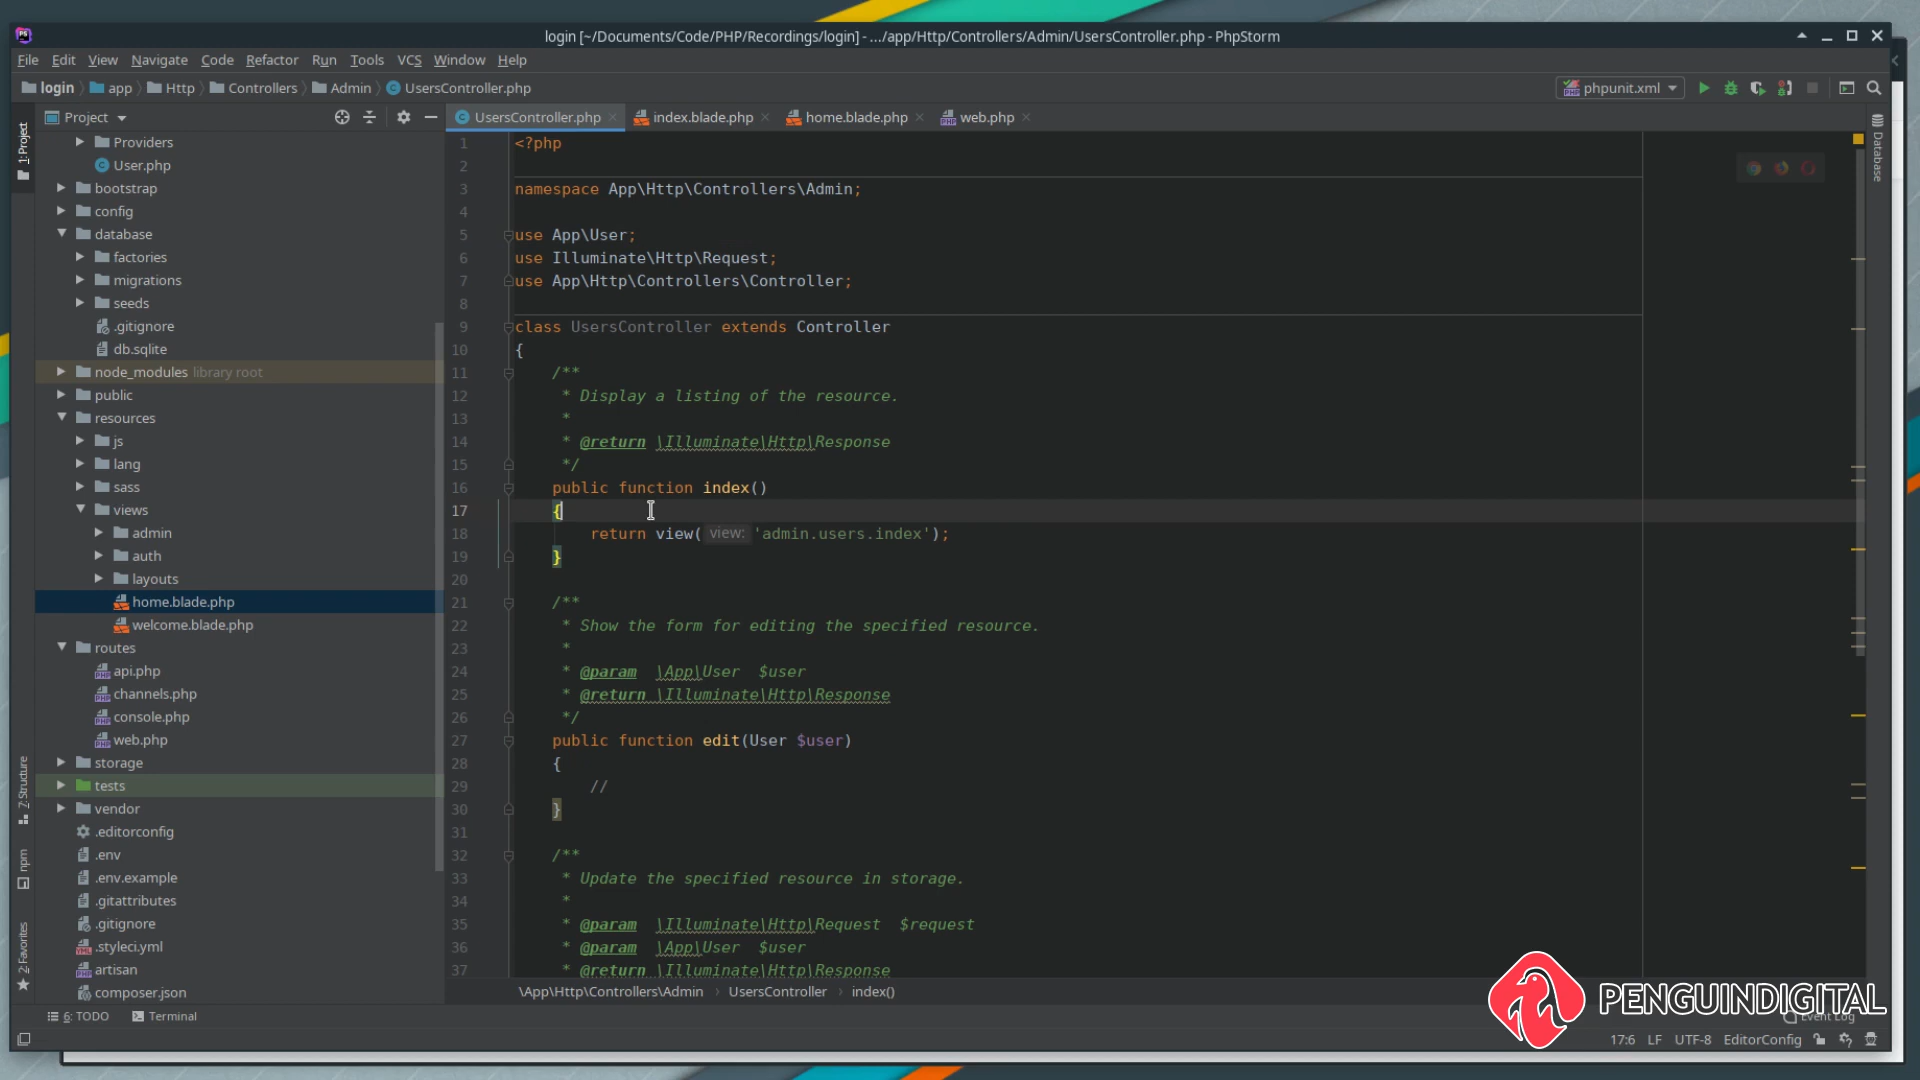 login [~/Documents/Code/PHP/Recordings/login] - .../app/Http/Controllers/Admin/UsersController.php - PhpStorm
File Edit View Navigate Code Refactor Run Tools VCS Window Help
login app Http Controllers Admin UsersController.php phpunit.xml
Project
UsersController.php index.blade.php home.blade.php web.php
1: Project
Providers
User.php
bootstrap
config
database
factories
migrations
seeds
.gitignore
db.sqlite
node_modules library root
public
resources
js
lang
sass
views
admin
auth
layouts
home.blade.php
welcome.blade.php
routes
api.php
channels.php
console.php
web.php
storage
tests
vendor
.editorconfig
.env
.env.example
.gitattributes
.gitignore
.styleci.yml
artisan
composer.json
Z: Structure
npm
2: Favorites
1 <?php
2
3 namespace App\Http\Controllers\Admin;
4
5 use App\User;
6 use Illuminate\Http\Request;
7 use App\Http\Controllers\Controller;
8
9 class UsersController extends Controller
10 {
11 /**
12 * Display a listing of the resource.
13 *
14 * @return \Illuminate\Http\Response
15 */
16 public function index()
17 {
18 return view( view: 'admin.users.index');
19 }
20
21 /**
22 * Show the form for editing the specified resource.
23 *
24 * @param \App\User $user
25 * @return \Illuminate\Http\Response
26 */
27 public function edit(User $user)
28 {
29 //
30 }
31
32 /**
33 * Update the specified resource in storage.
34 *
35 * @param \Illuminate\Http\Request $request
36 * @param \App\User $user
37 * @return \Illuminate\Http\Response
Database
\App\Http\Controllers\Admin › UsersController › index()
PENGUINDIGITAL
6: TODO Terminal Event Log
17:6 LF UTF-8 EditorConfig